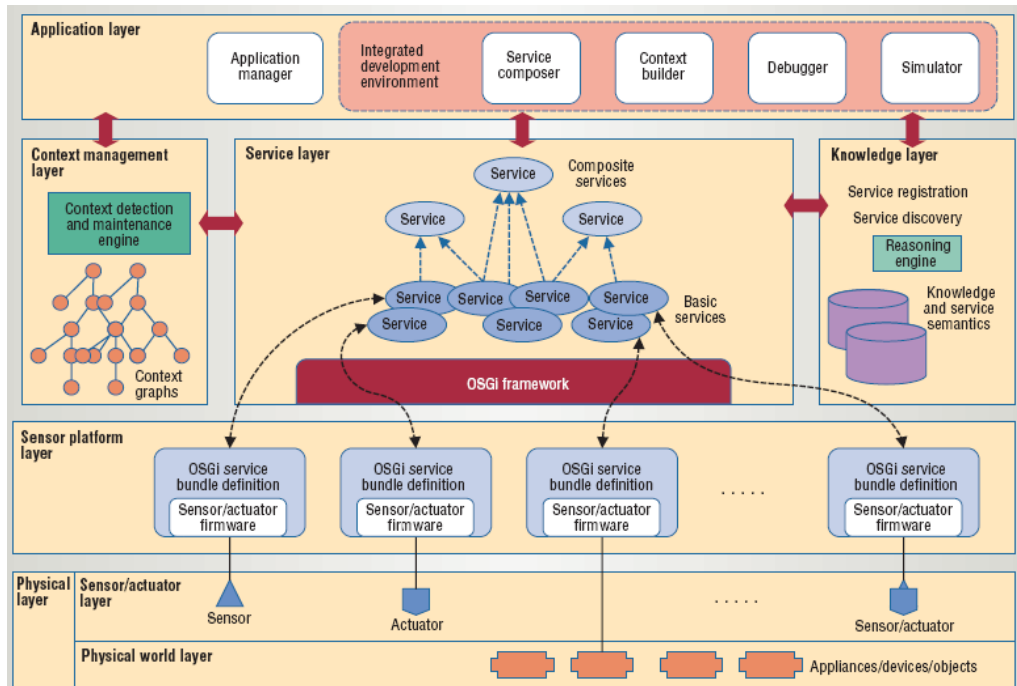 Application layer
Application
manager
Integrated
development
environment
Service
composer
Context
builder
Debugger
Simulator
Context management
layer
Context detection
and maintenance
engine
Context
graphs
Service layer
Service
Composite
services
Service
Service
Service
Service
Service
Service
Service
Service
Service
Basic
services
OSGi framework
Knowledge layer
Service registration
Service discovery
Reasoning
engine
Knowledge
and service
semantics
Sensor platform
layer
OSGi service
bundle definition
Sensor/actuator
firmware
OSGi service
bundle definition
Sensor/actuator
firmware
OSGi service
bundle definition
Sensor/actuator
firmware
. . . . .
OSGi service
bundle definition
Sensor/actuator
firmware
Physical
layer
Sensor/actuator
layer
Sensor
Actuator
. . . . .
Sensor/actuator
Physical world layer
Appliances/devices/objects